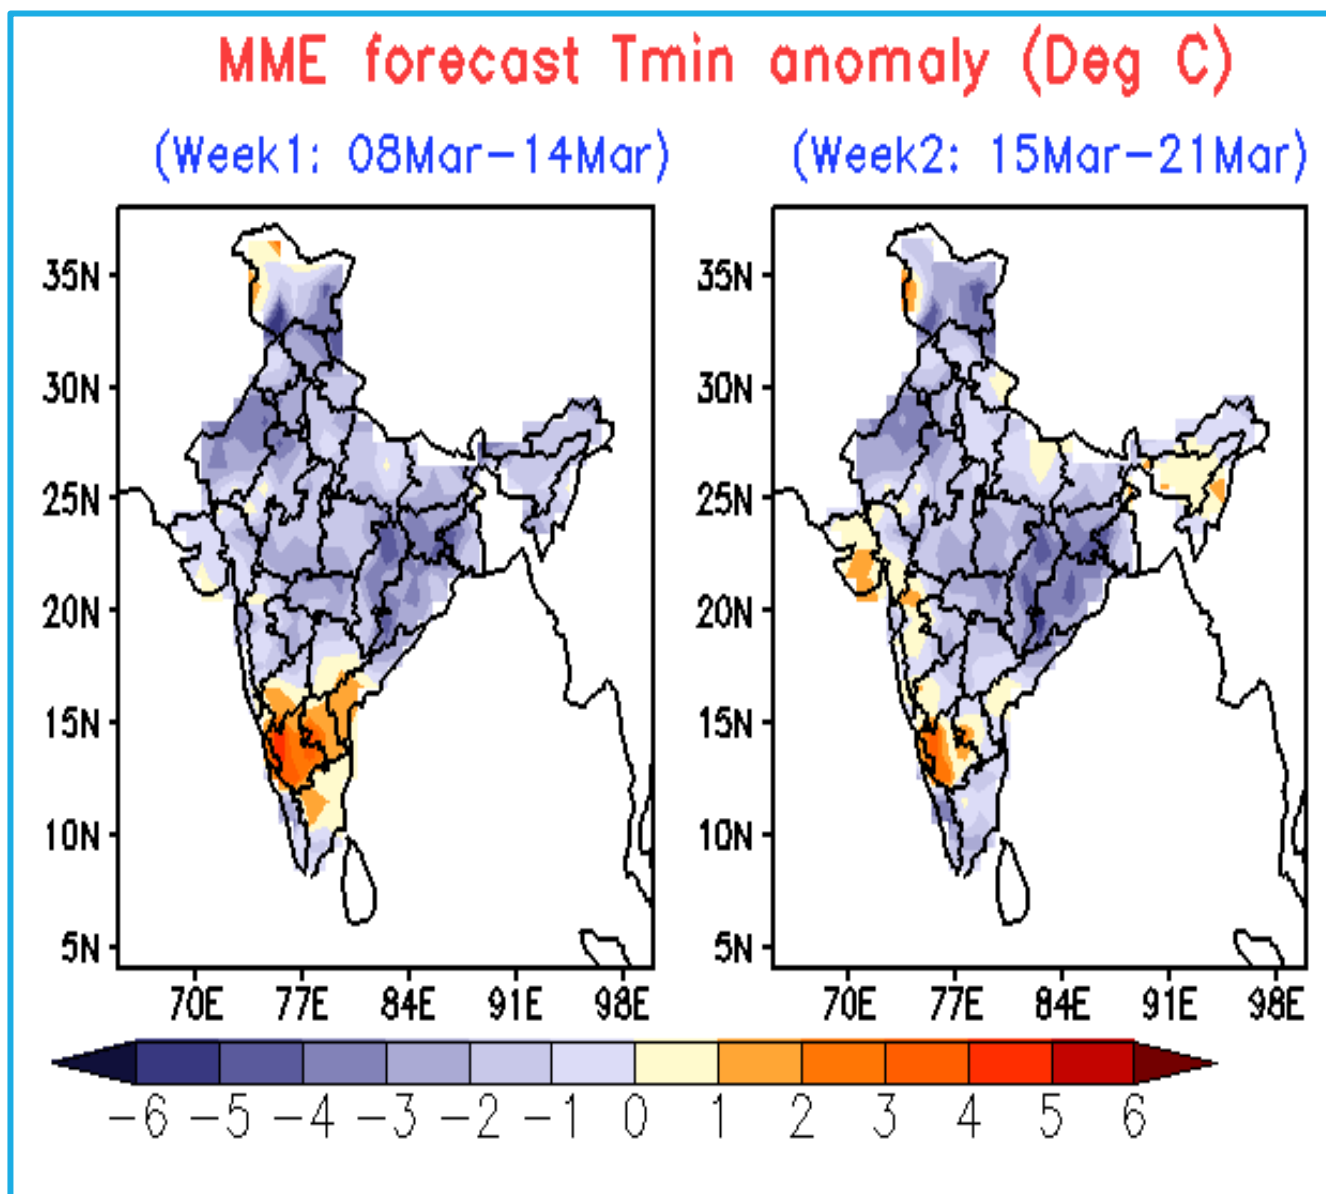 MME forecast Tmin anomaly (Deg C)
(Week1: 08Mar-14Mar)
(Week2: 15Mar-21Mar)
35N
30N
25N
20N
15N
10N
5N
70E 77E 84E 91E 98E
35N
30N
25N
20N
15N
10N
5N
70E 77E 84E 91E 98E
-6 -5 -4 -3 -2 -1 0 1 2 3 4 5 6